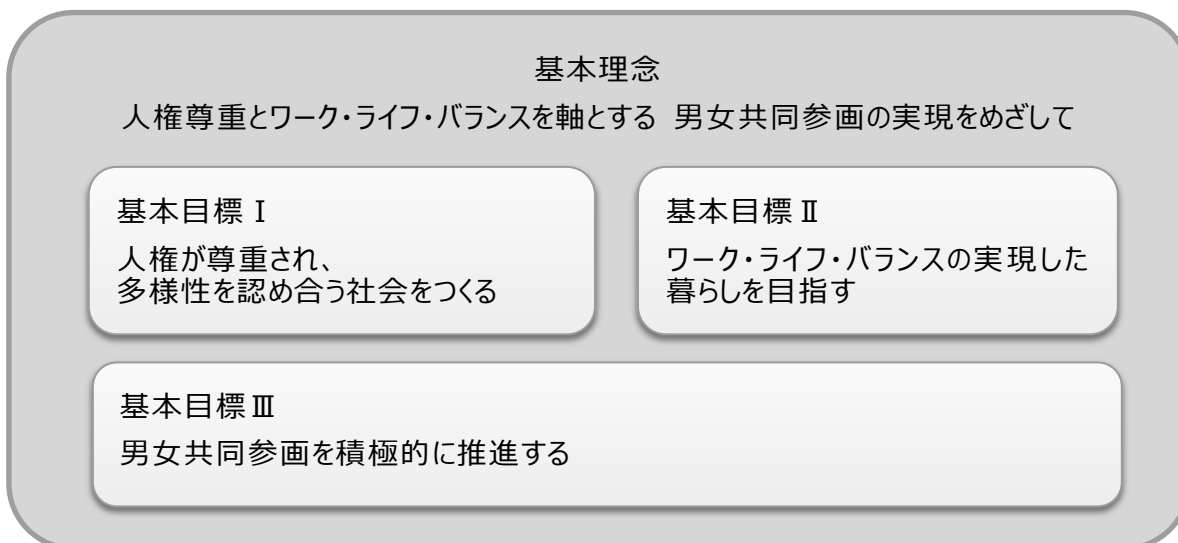 基本理念
人権尊重とワーク・ライフ・バランスを軸とする 男女共同参画の実現をめざして
基本目標Ⅰ
人権が尊重され、
多様性を認め合う社会をつくる
基本目標Ⅱ
ワーク・ライフ・バランスの実現した
暮らしを目指す
基本目標Ⅲ
男女共同参画を積極的に推進する